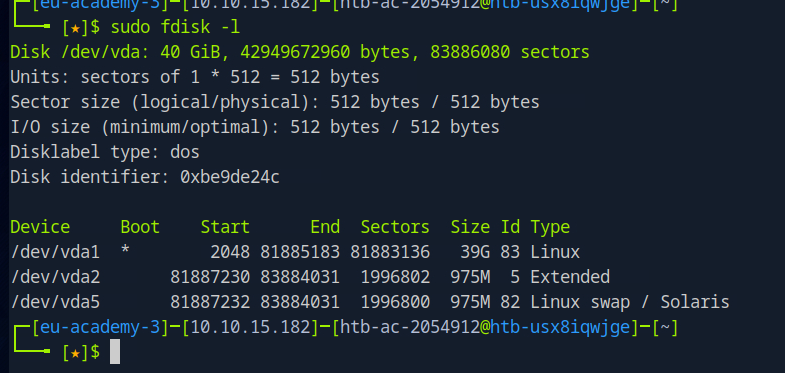 ┌─[eu-academy-3]─[10.10.15.182]─[htb-ac-2054912@htb-usx8iqwjge]─[~]
└──╼ [★]$ sudo fdisk -l
Disk /dev/vda: 40 GiB, 42949672960 bytes, 83886080 sectors
Units: sectors of 1 * 512 = 512 bytes
Sector size (logical/physical): 512 bytes / 512 bytes
I/O size (minimum/optimal): 512 bytes / 512 bytes
Disklabel type: dos
Disk identifier: 0xbe9de24c

Device     Boot    Start      End  Sectors  Size Id Type
/dev/vda1  *        2048 81885183 81883136   39G 83 Linux
/dev/vda2       81887230 83884031  1996802  975M  5 Extended
/dev/vda5       81887232 83884031  1996800  975M 82 Linux swap / Solaris
┌─[eu-academy-3]─[10.10.15.182]─[htb-ac-2054912@htb-usx8iqwjge]─[~]
└──╼ [★]$